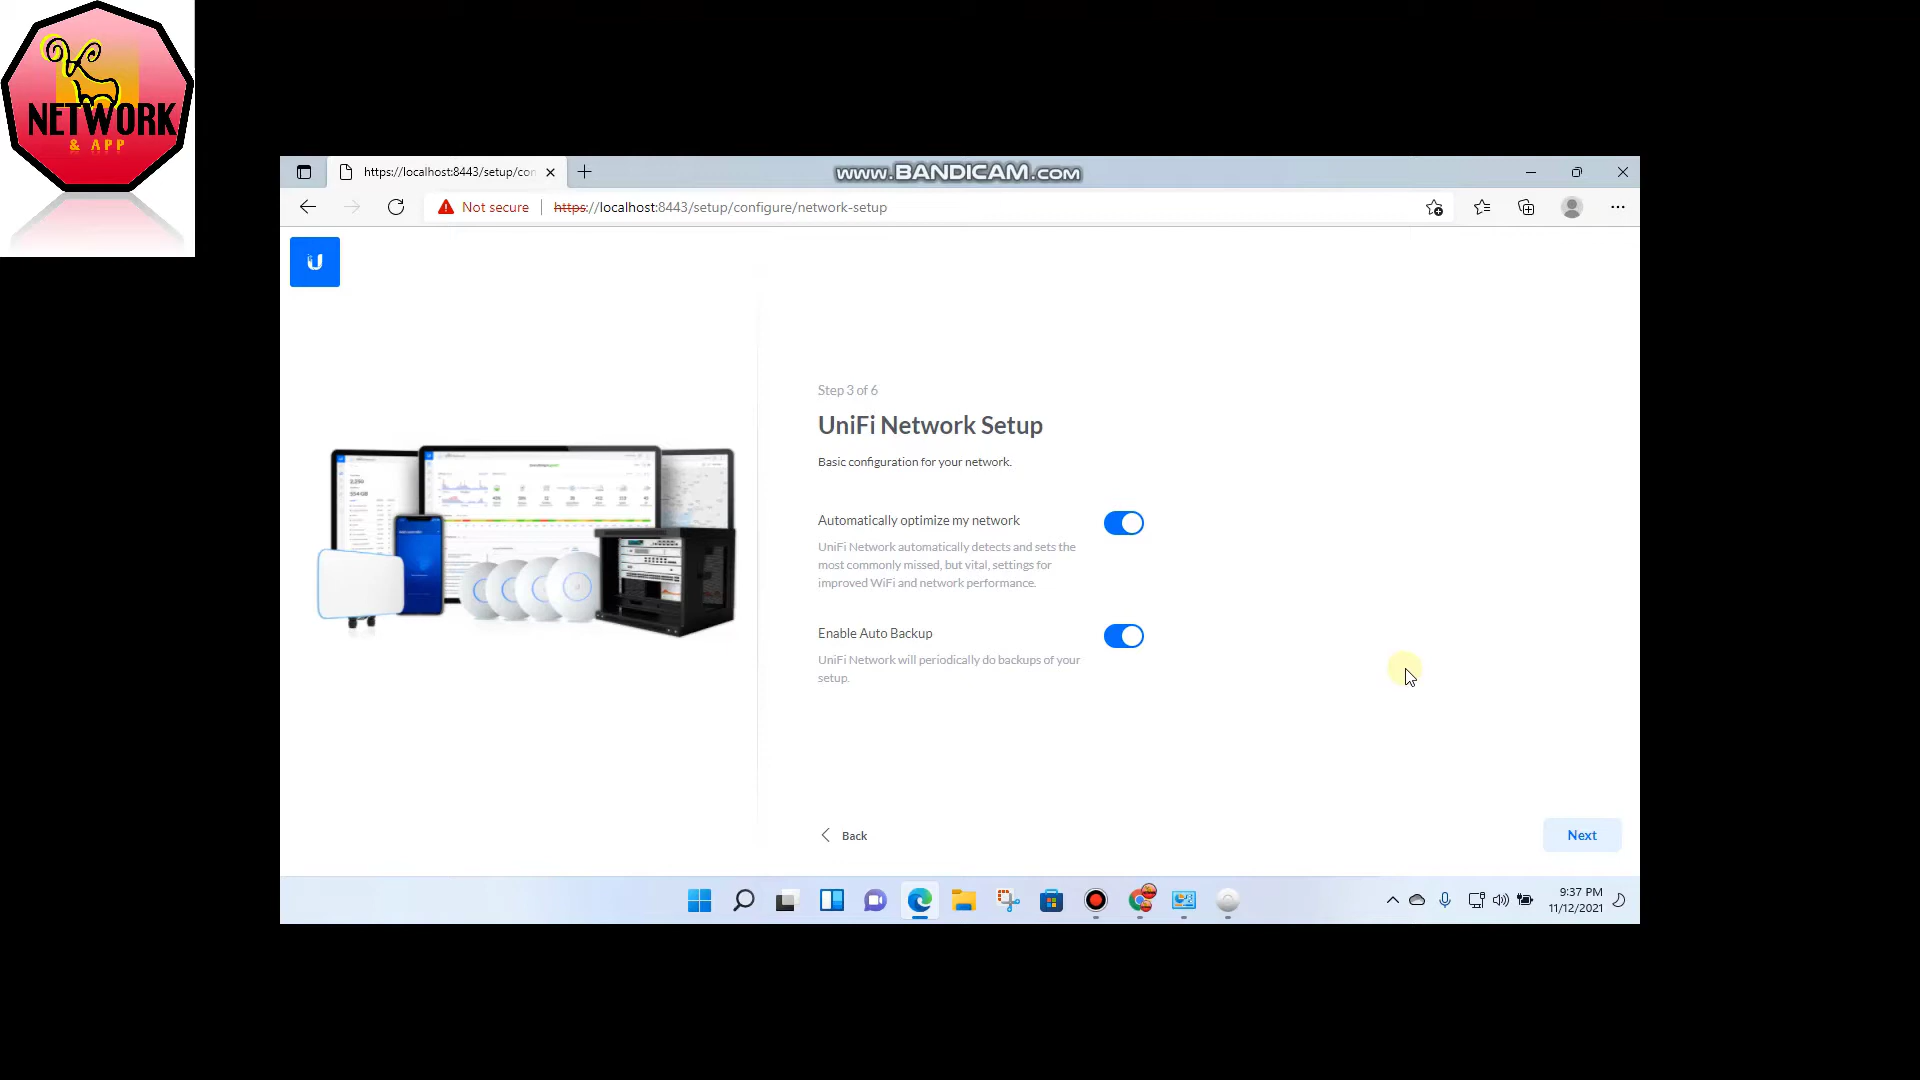 NETWORK
& APP
https://localhost:8443/setup/con
www.BANDICAM.com
Not secure
https://localhost:8443/setup/configure/network-setup
Step 3 of 6
UniFi Network Setup
Basic configuration for your network.
Automatically optimize my network
UniFi Network automatically detects and sets the
most commonly missed, but vital, settings for
improved WiFi and network performance.
Enable Auto Backup
UniFi Network will periodically do backups of your
setup.
Back
Next
9:37 PM
11/12/2021